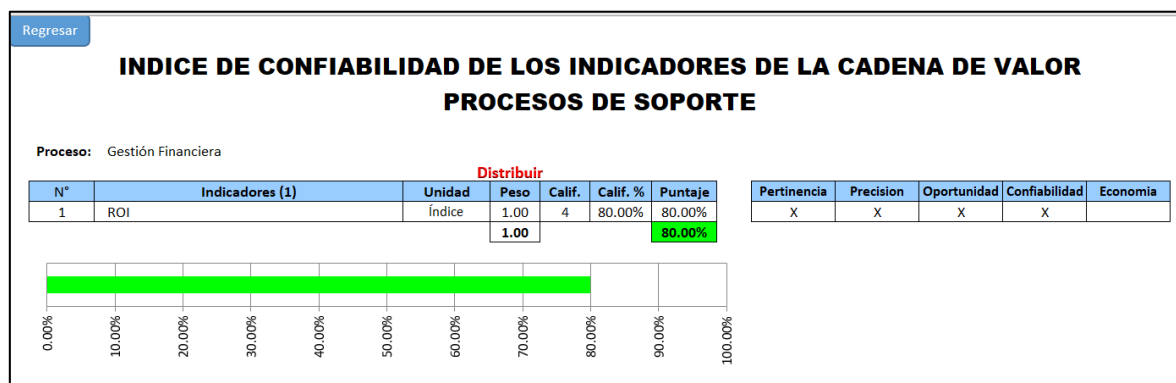 Regresar
INDICE DE CONFIABILIDAD DE LOS INDICADORES DE LA CADENA DE VALOR
PROCESOS DE SOPORTE
Proceso: Gestión Financiera
Distribuir
N° Indicadores (1) Unidad Peso Calif. Calif. % Puntaje Pertinencia Precision Oportunidad Confiabilidad Economia
1 ROI Índice 1.00 4 80.00% 80.00% X X X X
1.00 80.00%
0.00% 10.00% 20.00% 30.00% 40.00% 50.00% 60.00% 70.00% 80.00% 90.00% 100.00%